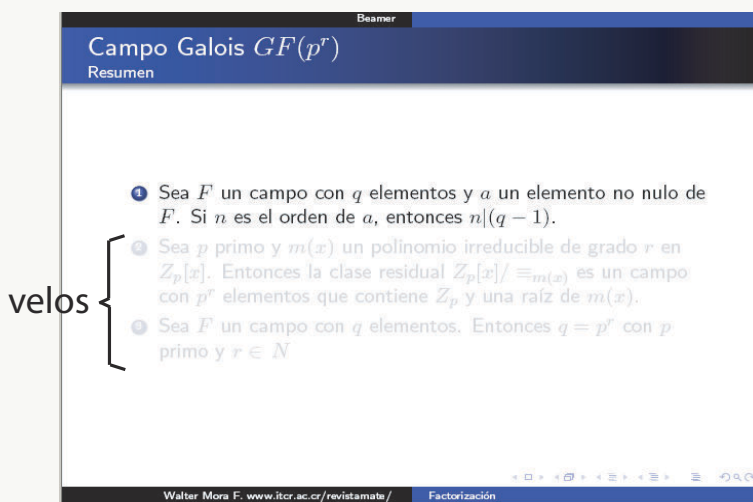 Beamer
Campo Galois GF(p^r)
Resumen
1 Sea F un campo con q elementos y a un elemento no nulo de
F. Si n es el orden de a, entonces n|(q − 1).
2 Sea p primo y m(x) un polinomio irreducible de grado r en
Z_p[x]. Entonces la clase residual Z_p[x]/ ≡_{m(x)} es un campo
con p^r elementos que contiene Z_p y una raíz de m(x).
velos
3 Sea F un campo con q elementos. Entonces q = p^r con p
primo y r ∈ N
Walter Mora F. www.itcr.ac.cr/revistamate/ Factorización